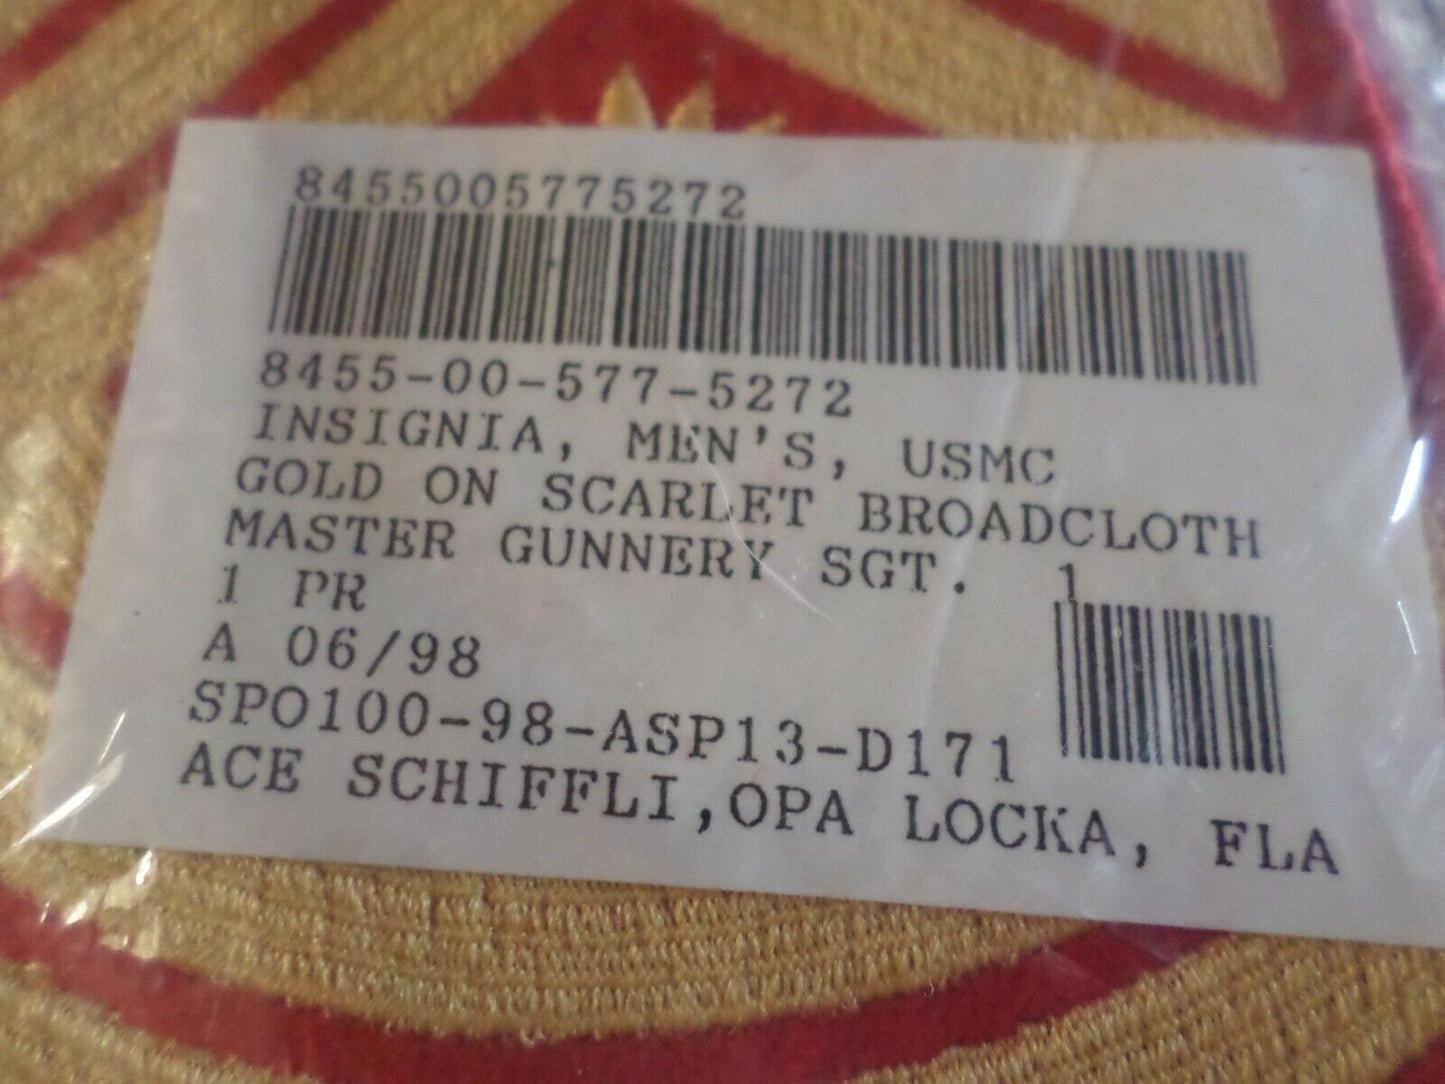 8455005775272
8455-00-577-5272
INSIGNIA, MEN'S, USMC
GOLD ON SCARLET BROADCLOTH
MASTER GUNNERY SGT. 1
1 PR
A 06/98
SPO100-98-ASP13-D171
ACE SCHIFFLI,OPA LOCKA, FLA